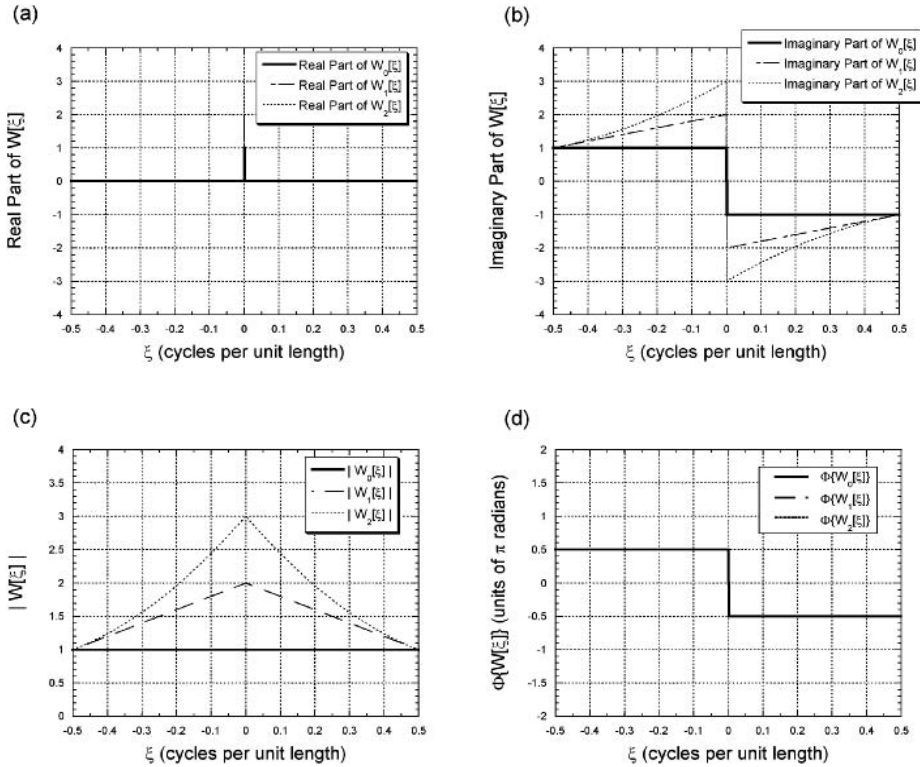 (a)
4
3
2
1
0
-1
-2
-3
-4
Real Part of W[ξ]
Real Part of W₀[ξ]
Real Part of W₁[ξ]
Real Part of W₂[ξ]
-0.5 -0.4 -0.3 -0.2 -0.1 0 0.1 0.2 0.3 0.4 0.5
ξ (cycles per unit length)
(b)
4
3
2
1
0
-1
-2
-3
-4
Imaginary Part of W[ξ]
Imaginary Part of W₀[ξ]
Imaginary Part of W₁[ξ]
Imaginary Part of W₂[ξ]
-0.5 -0.4 -0.3 -0.2 -0.1 0 0.1 0.2 0.3 0.4 0.5
ξ (cycles per unit length)
(c)
4
3.5
3
2.5
2
1.5
1
0.5
0
| W[ξ] |
| W₀[ξ] |
| W₁[ξ] |
| W₂[ξ] |
-0.5 -0.4 -0.3 -0.2 -0.1 0 0.1 0.2 0.3 0.4 0.5
ξ (cycles per unit length)
(d)
2
1.5
1
0.5
0
-0.5
-1
-1.5
-2
Φ{W[ξ]} (units of π radians)
Φ{W₀[ξ]}
Φ{W₁[ξ]}
Φ{W₂[ξ]}
-0.5 -0.4 -0.3 -0.2 -0.1 0 0.1 0.2 0.3 0.4 0.5
ξ (cycles per unit length)